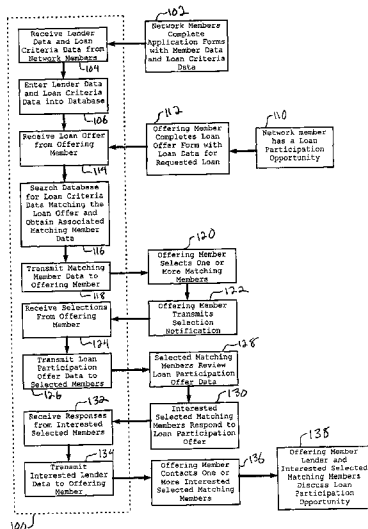 Network Members
Complete
Application Forms
with Member Data
and Loan Criteria
Data
102
Receive Lender
Data and Loan
Criteria Data from
Network Members
104
Enter Lender Data
and Loan Criteria
Data into Database
106
Network member
has a Loan
Participation
Opportunity
110
Offering Member
Completes Loan
Offer Form with
Loan Data for
Requested Loan
112
Receive Loan Offer
from Offering
Member
114
Search Database
for Loan Criteria
Data Matching the
Loan Offer and
Obtain Associated
Matching Member
Data
116
Transmit Matching
Member Data to
Offering Member
118
Offering Member
Selects One or
More Matching
Members
120
Offering Member
Transmits
Selection
Notification
122
Receive Selections
From Offering
Member
124
Transmit Loan
Participation
Offer Data to
Selected Members
126
Selected Matching
Members Review
Loan Participation
Offer Data
128
Interested
Selected Matching
Members Respond to
Loan Participation
Offer
130
Receive Responses
from Interested
Selected Members
132
Transmit
Interested Lender
Data to Offering
Member
134
Offering Member
Contacts One or
More Interested
Selected Matching
Members
136
Offering Member
Lender and
Interested Selected
Matching Members
Discuss Loan
Participation
Opportunity
138
100